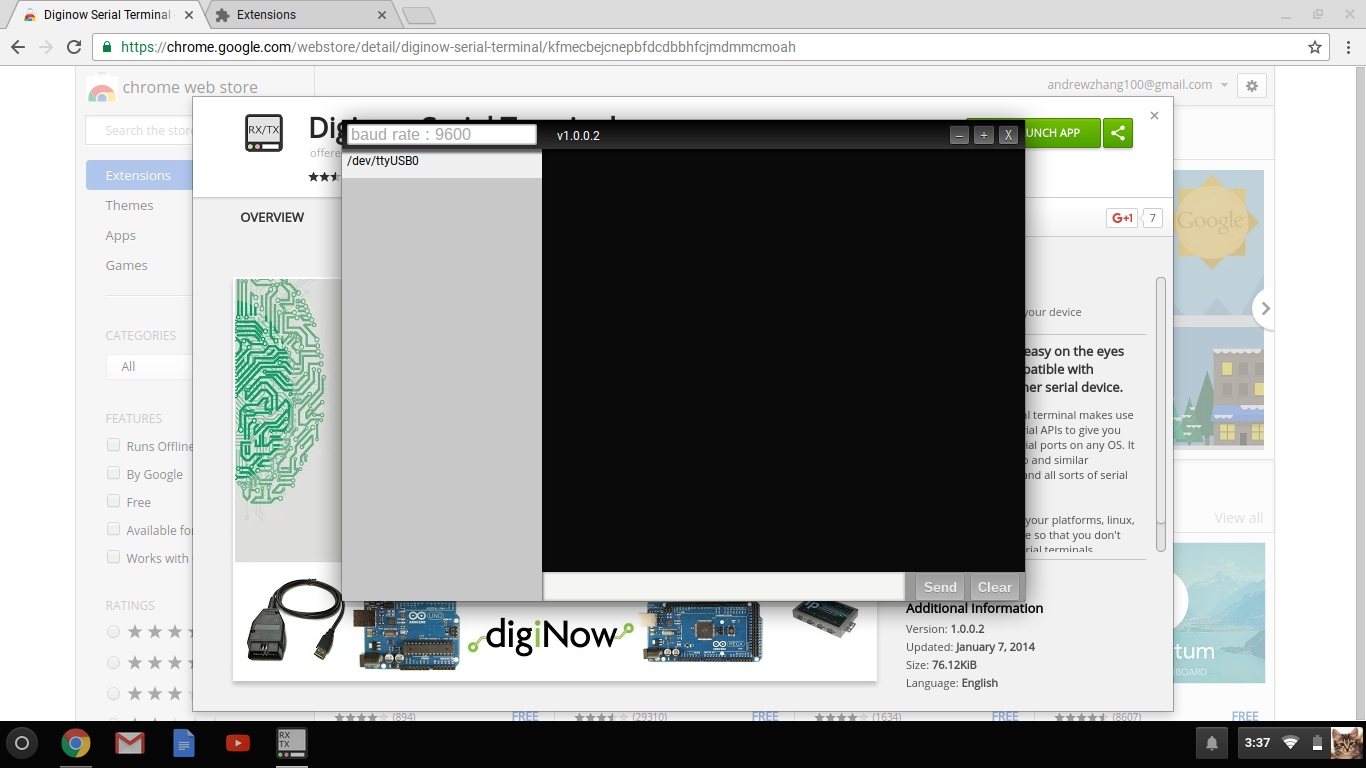 Diginow Serial Terminal
Extensions
https://chrome.google.com/webstore/detail/diginow-serial-terminal/kfmecbejcnepbfdcdbbhfcjmdmmcmoah
chrome web store
andrewzhang100@gmail.com
Search the store
Extensions
Themes
Apps
Games
CATEGORIES
All
FEATURES
Runs Offline
By Google
Free
Available fo
Works with
RATINGS
RX/TX
offere
LAUNCH APP
OVERVIEW
G+1
7
baud rate : 9600
v1.0.0.2
– + X
/dev/ttyUSB0
Send
Clear
your device
easy on the eyes
patible with
her serial device.
al terminal makes use
ial APIs to give you
ial ports on any OS. It
o and similar
and all sorts of serial
your platforms, linux,
e so that you don't
rial terminals
UNO
digiNow
Additional Information
Version: 1.0.0.2
Updated: January 7, 2014
Size: 76.12KiB
Language: English
Google
View all
tum
BOARD
(894)
FREE
(29310)
FREE
(1634)
FREE
(8607)
FREE
RX
TX
3:37